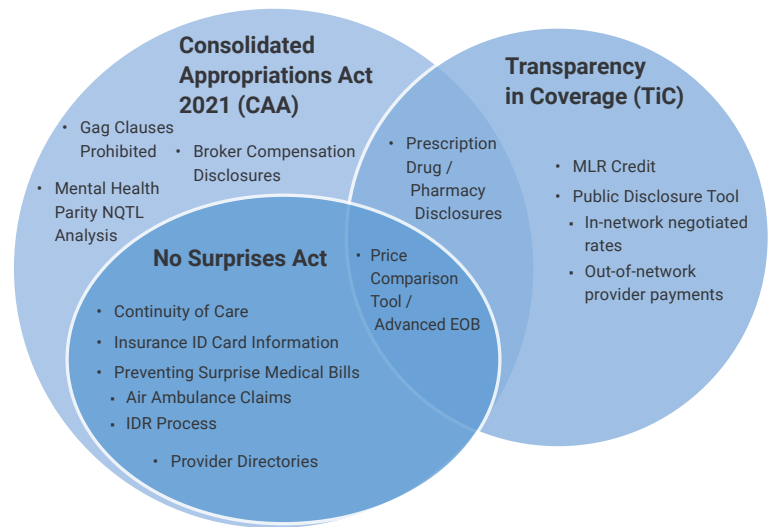 Consolidated
Appropriations Act
2021 (CAA)
• Gag Clauses
Prohibited
• Broker Compensation
Disclosures
• Mental Health
Parity NQTL
Analysis
Transparency
in Coverage (TiC)
• Prescription
Drug /
Pharmacy
Disclosures
• MLR Credit
• Public Disclosure Tool
• In-network negotiated
rates
• Out-of-network
provider payments
No Surprises Act
• Price
Comparison
Tool /
Advanced EOB
• Continuity of Care
• Insurance ID Card Information
• Preventing Surprise Medical Bills
• Air Ambulance Claims
• IDR Process
• Provider Directories